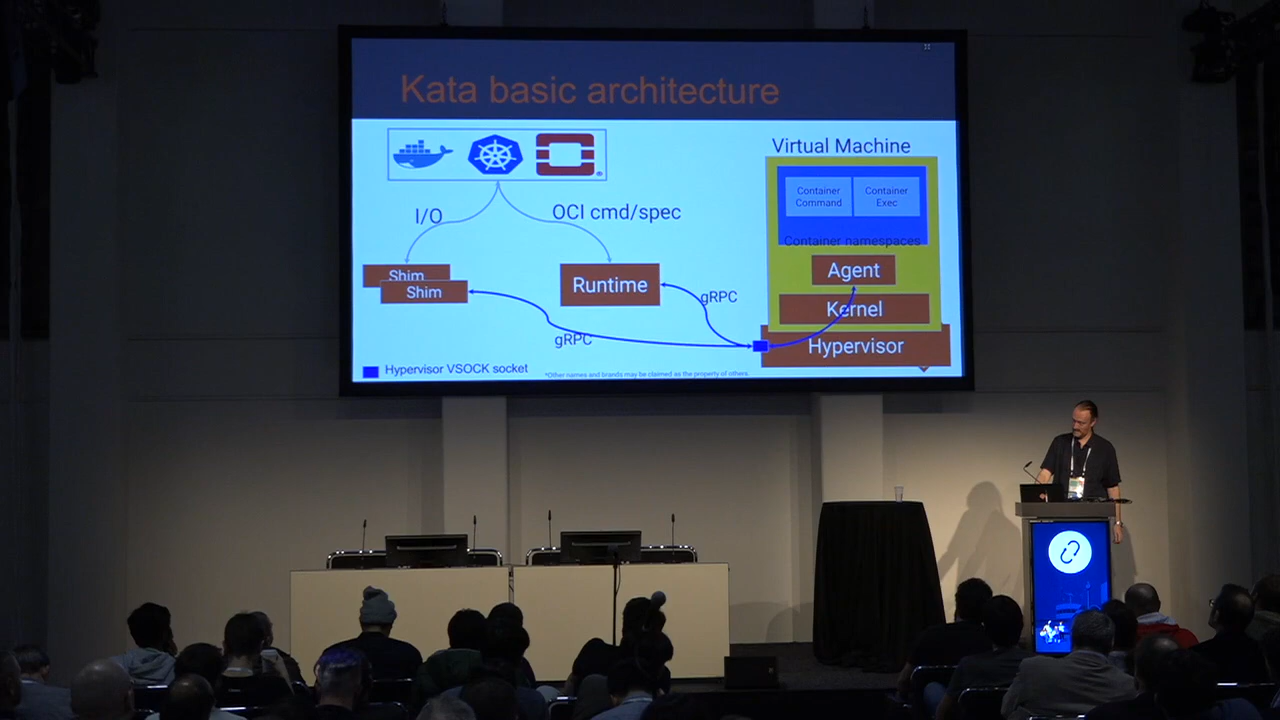 Kata basic architecture
Virtual Machine
Container
Command
Container
Exec
Container namespaces
I/O
OCI cmd/spec
Shim
Shim
Runtime
Agent
gRPC
Kernel
gRPC
Hypervisor
Hypervisor VSOCK socket
*Other names and brands may be claimed as the property of others.
®